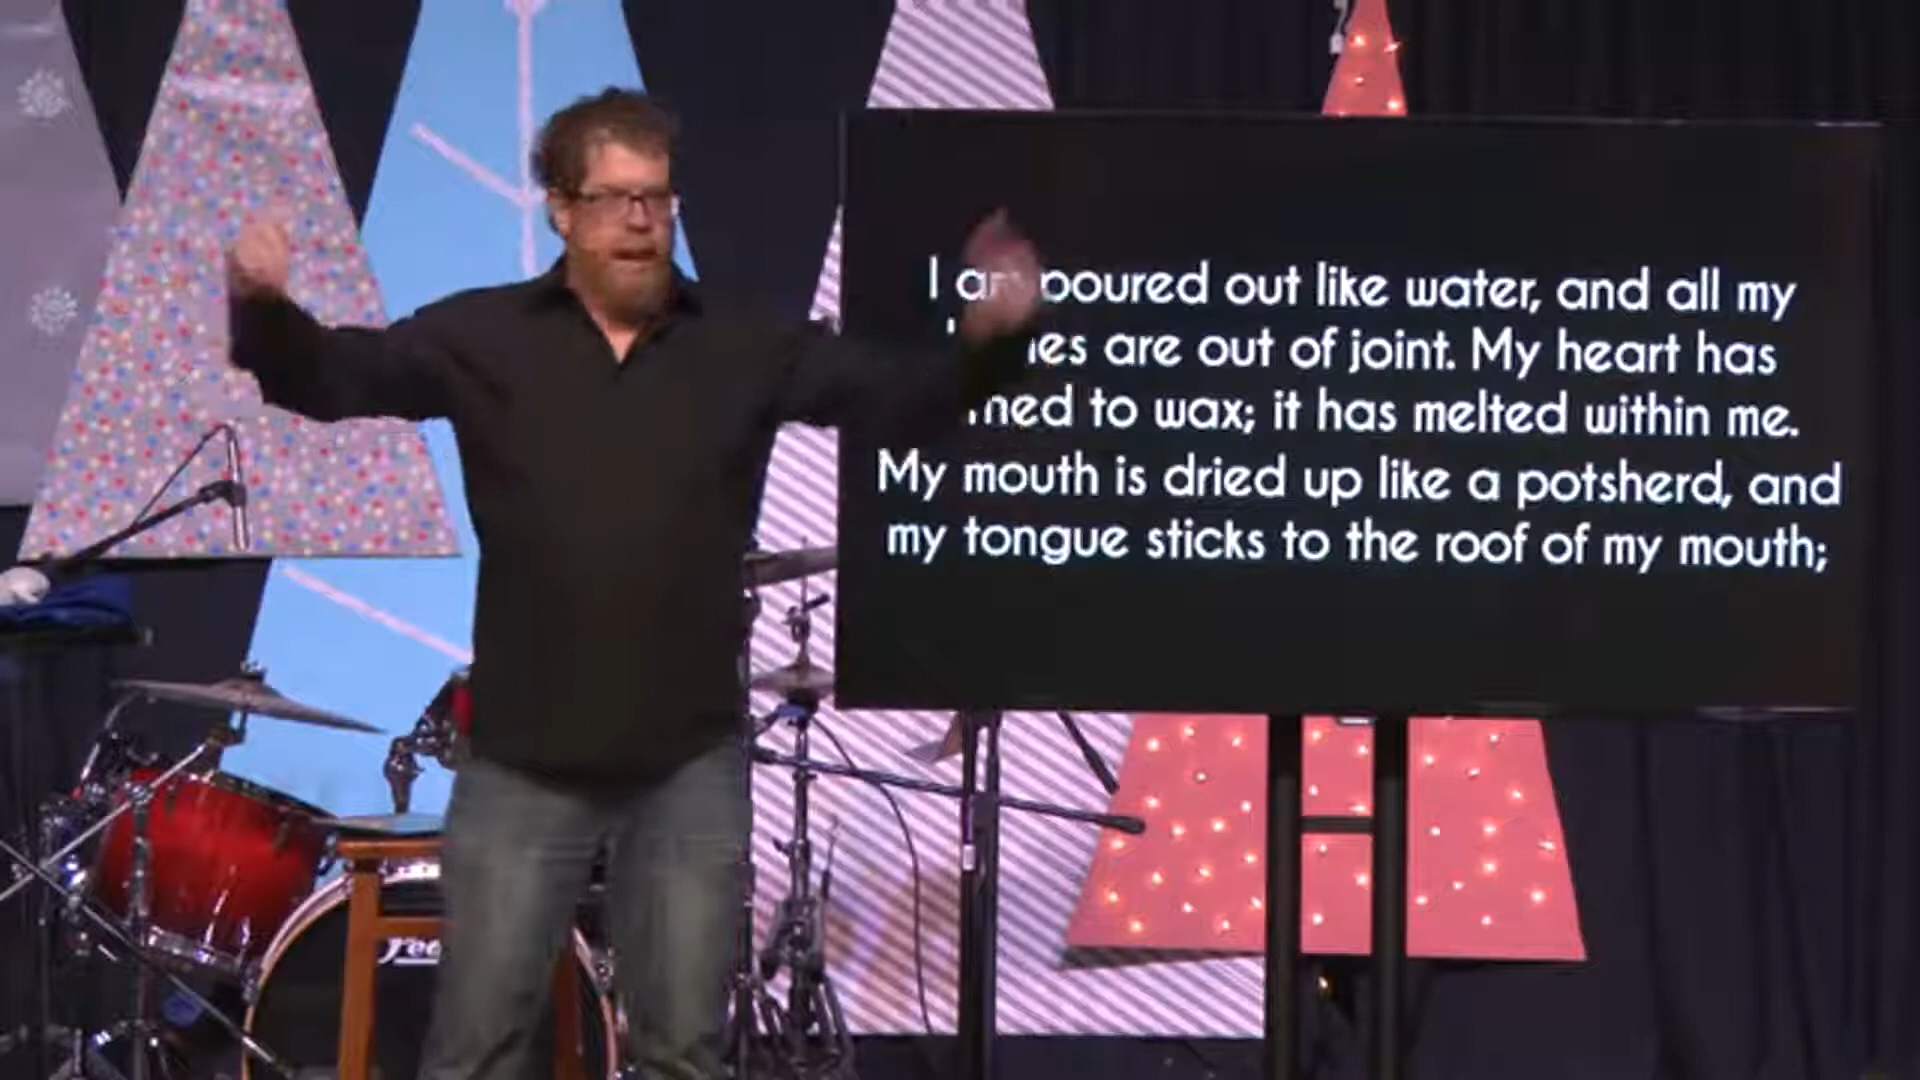 I am poured out like water, and all my
are out of joint. My heart has
to wax; it has melted within me.
My mouth is dried up like a potsherd, and
my tongue sticks to the roof of my mouth;